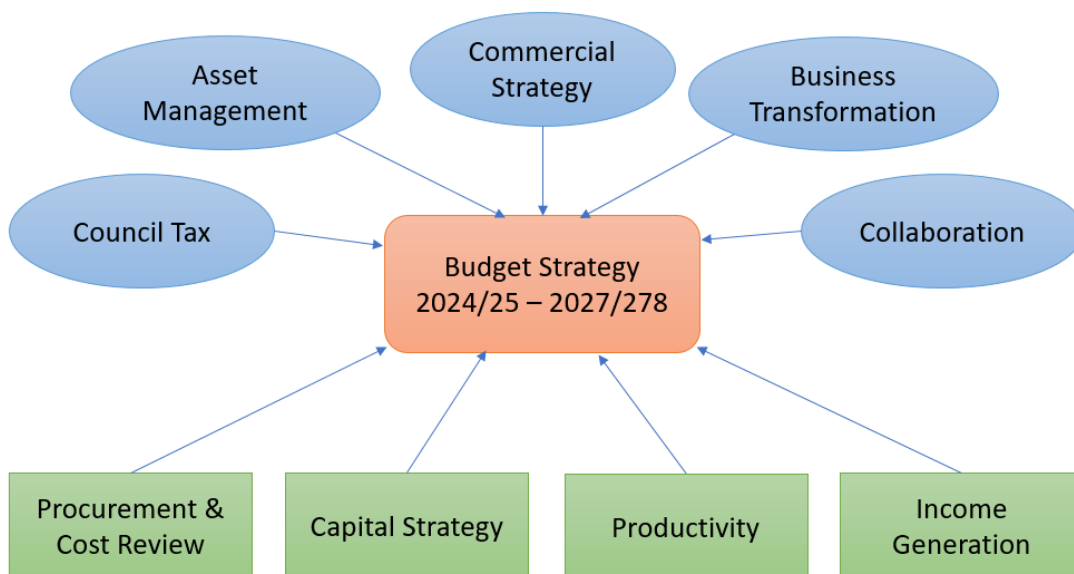 Commercial
Strategy
Asset
Management
Business
Transformation
Council Tax
Collaboration
Budget Strategy
2024/25 – 2027/278
Procurement &
Cost Review
Capital Strategy
Productivity
Income
Generation